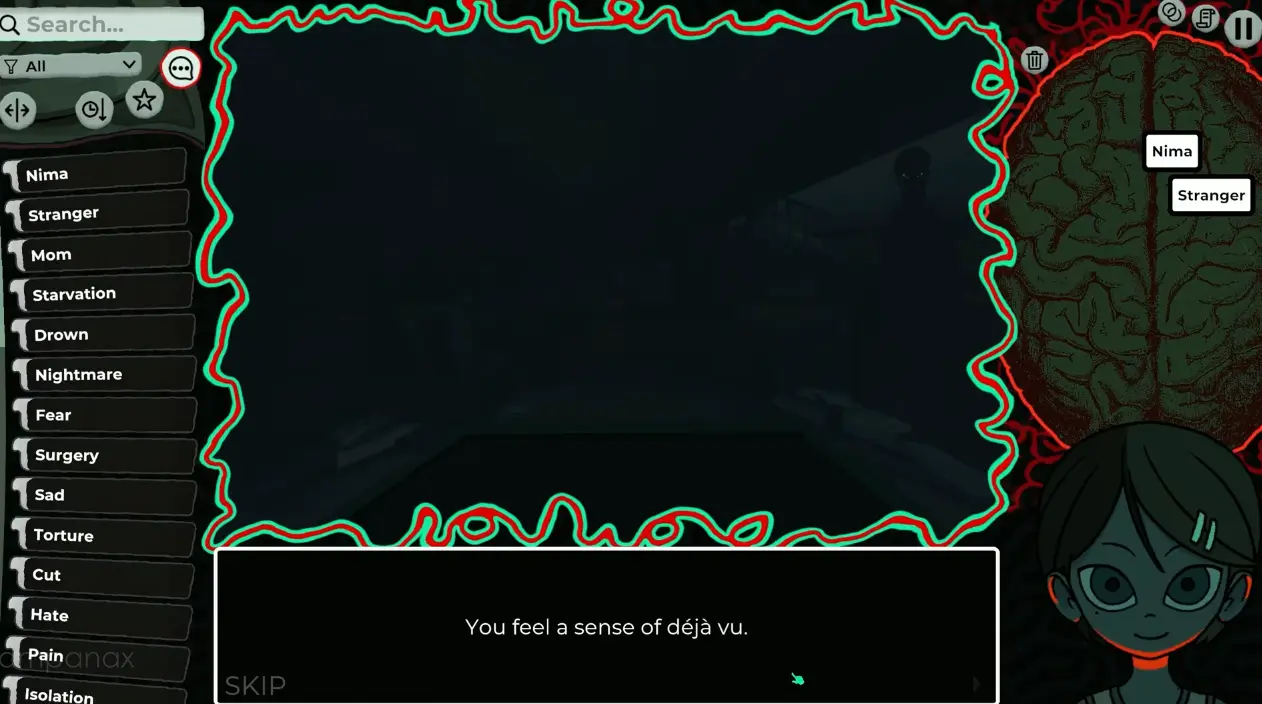 Search...
All
Nima
Stranger
Mom
Starvation
Drown
Nightmare
Fear
Surgery
Sad
Torture
Cut
Hate
Pain
Isolation
Nima
Stranger
You feel a sense of déjà vu.
SKIP